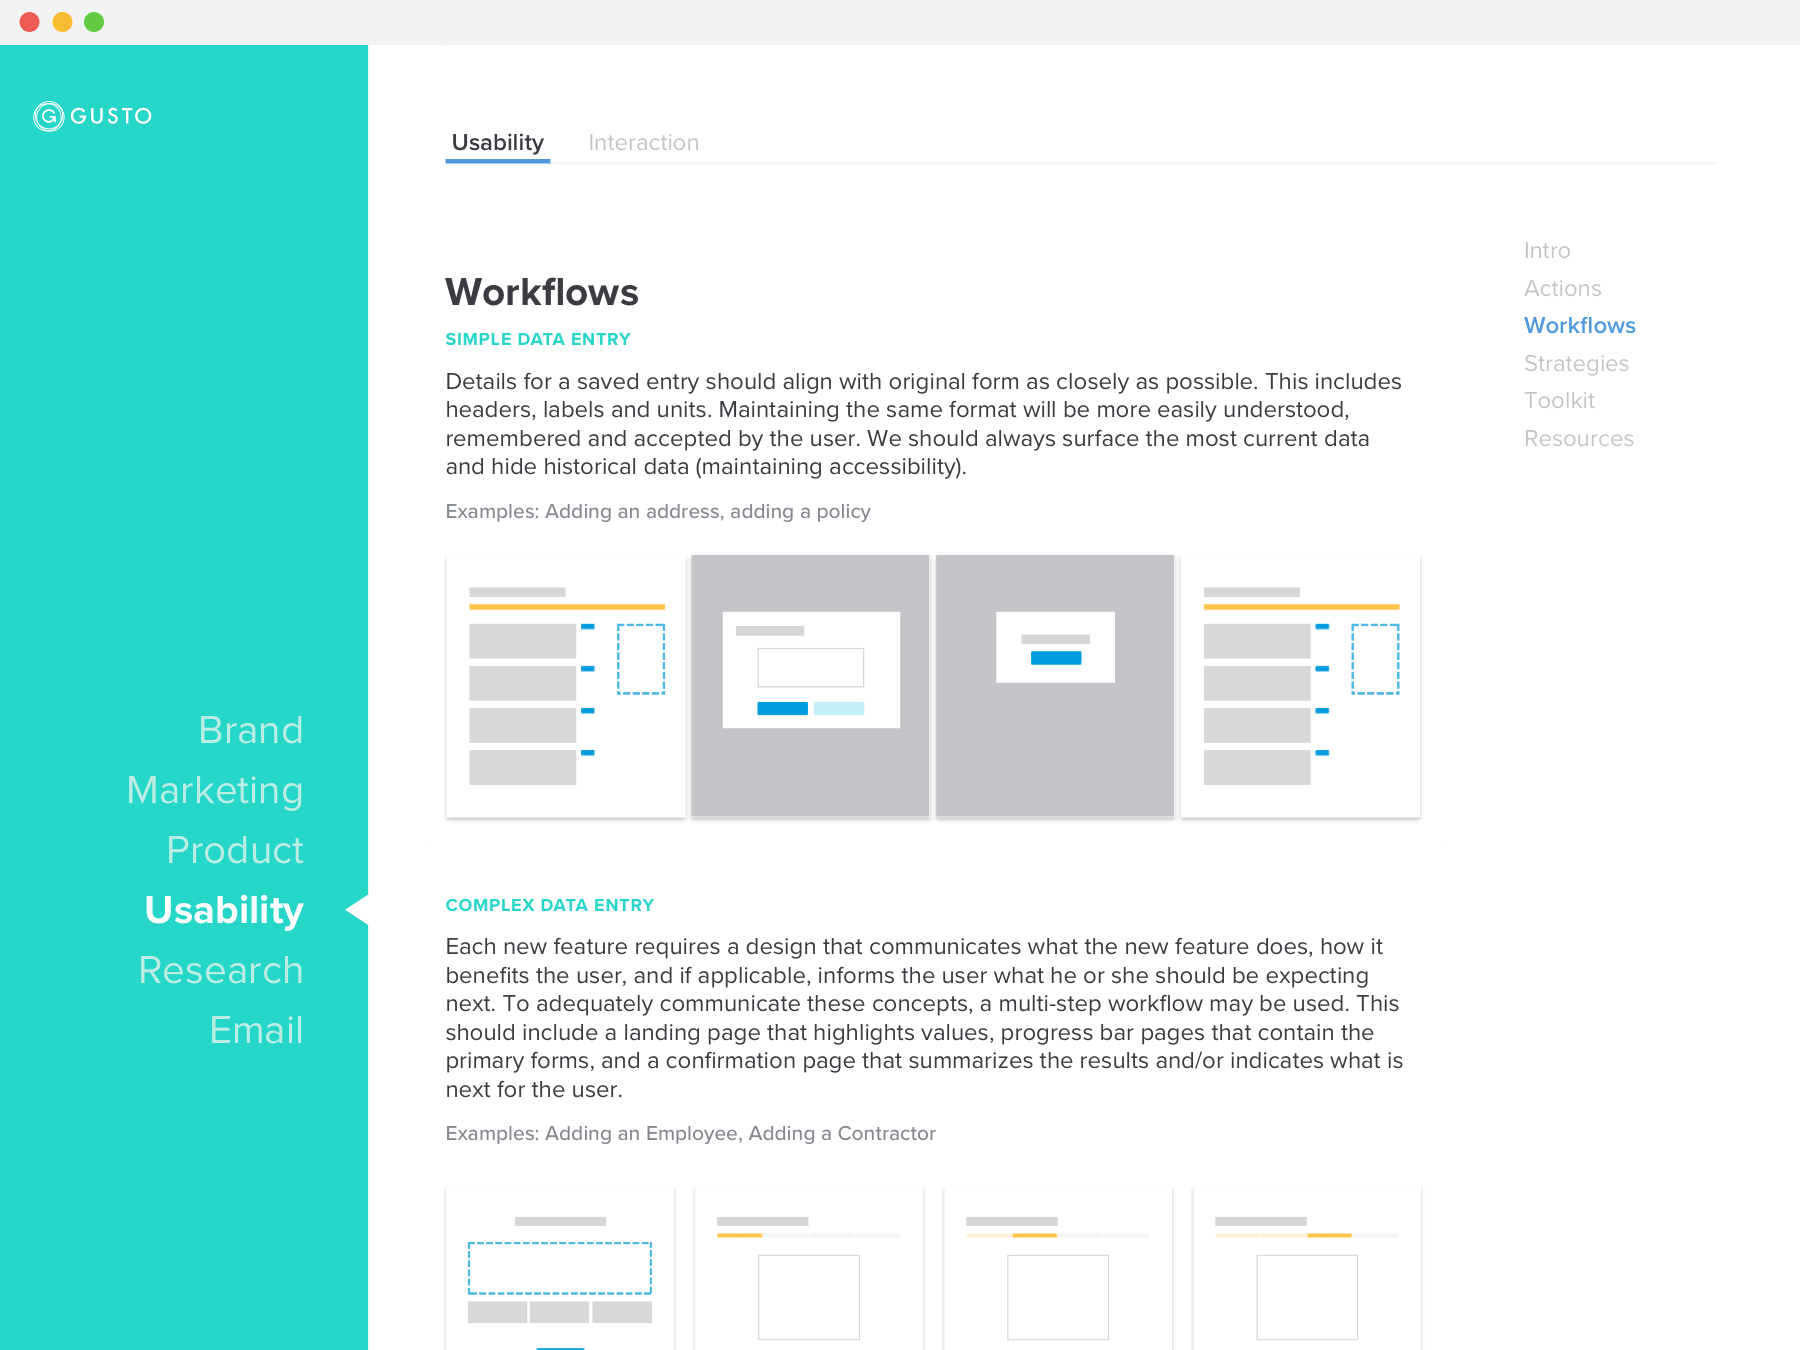 GUSTO
Usability
Interaction
Intro
Actions
Workflows
Strategies
Toolkit
Resources
Workflows
SIMPLE DATA ENTRY
Details for a saved entry should align with original form as closely as possible. This includes
headers, labels and units. Maintaining the same format will be more easily understood,
remembered and accepted by the user. We should always surface the most current data
and hide historical data (maintaining accessibility).
Examples: Adding an address, adding a policy
Brand
Marketing
Product
Usability
Research
Email
COMPLEX DATA ENTRY
Each new feature requires a design that communicates what the new feature does, how it
benefits the user, and if applicable, informs the user what he or she should be expecting
next. To adequately communicate these concepts, a multi-step workflow may be used. This
should include a landing page that highlights values, progress bar pages that contain the
primary forms, and a confirmation page that summarizes the results and/or indicates what is
next for the user.
Examples: Adding an Employee, Adding a Contractor